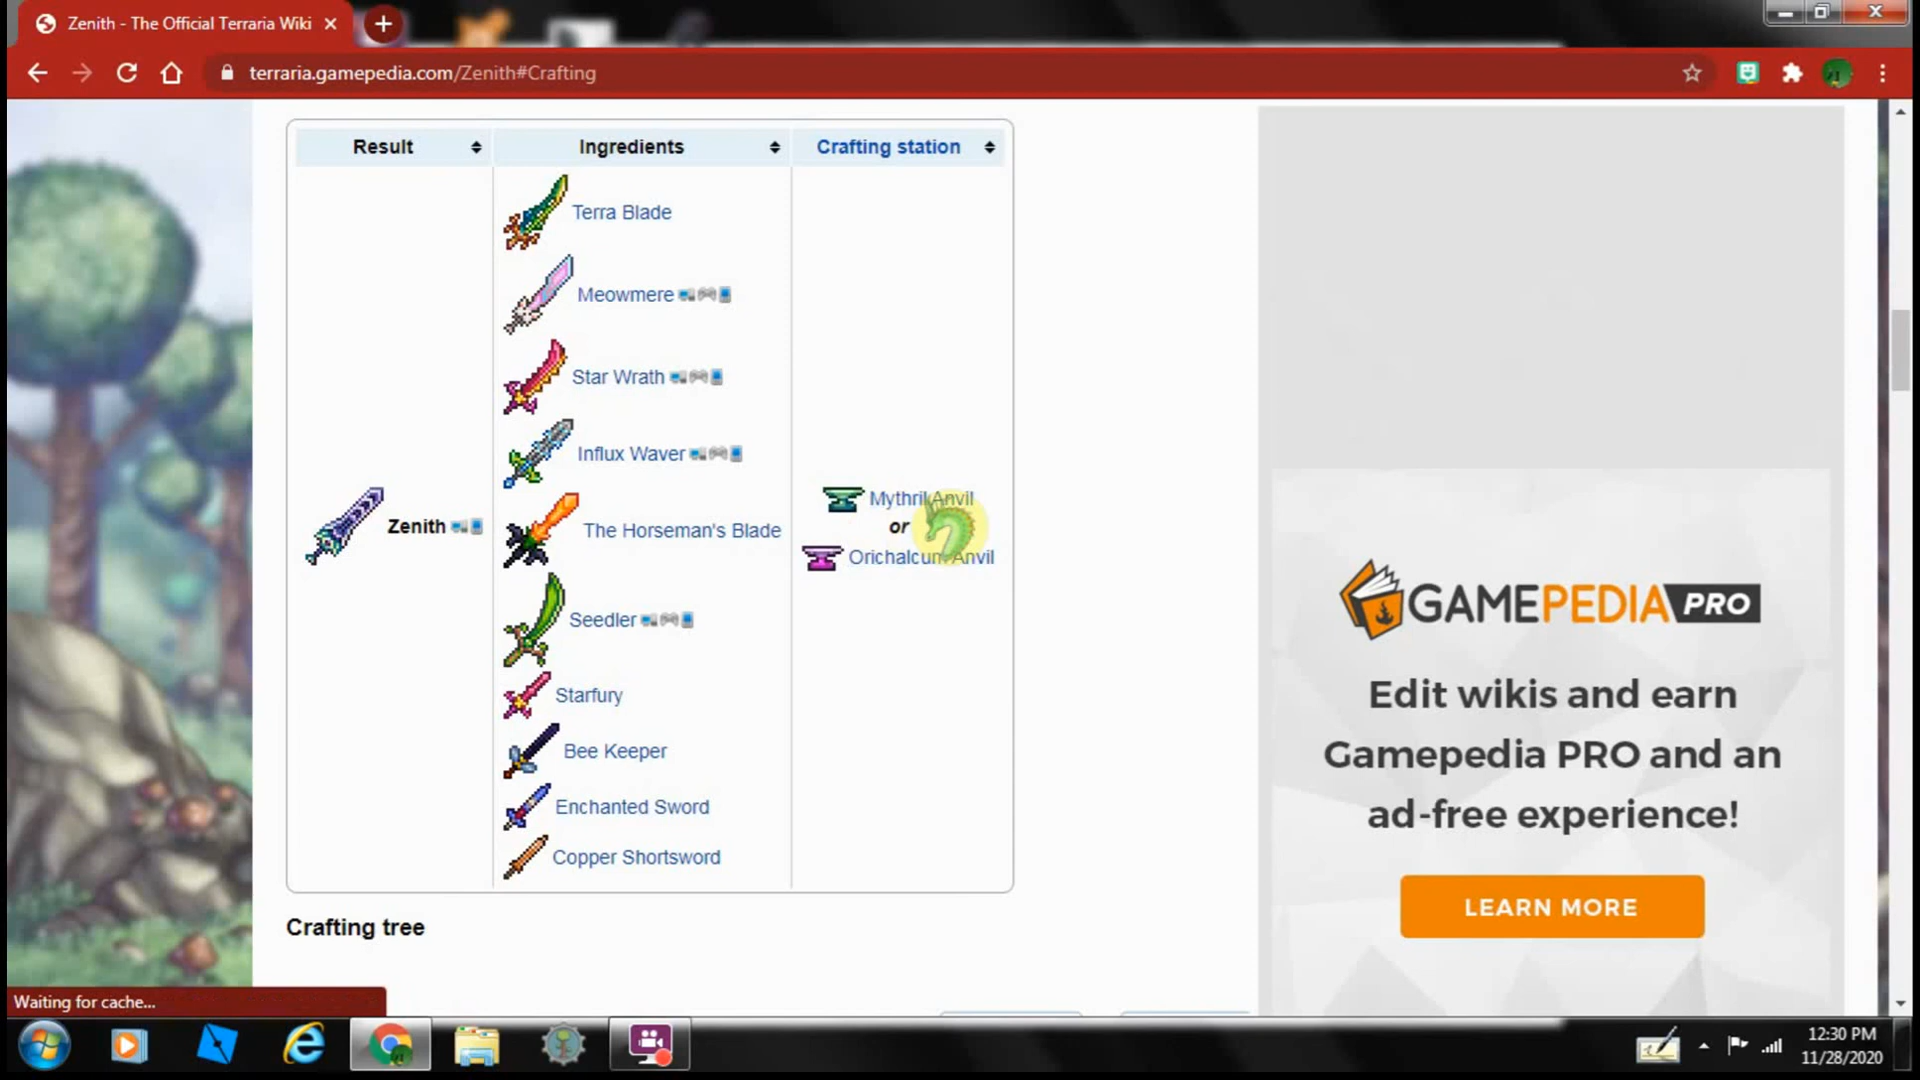 Zenith - The Official Terraria Wiki
terraria.gamepedia.com/Zenith#Crafting
Result Ingredients Crafting station
Terra Blade
Meowmere
Star Wrath
Influx Waver
Zenith
The Horseman's Blade
Mythril Anvil
or
Orichalcum Anvil
Seedler
Starfury
Bee Keeper
Enchanted Sword
Copper Shortsword
Crafting tree
GAMEPEDIA PRO
Edit wikis and earn
Gamepedia PRO and an
ad-free experience!
LEARN MORE
Waiting for cache...
12:30 PM
11/28/2020